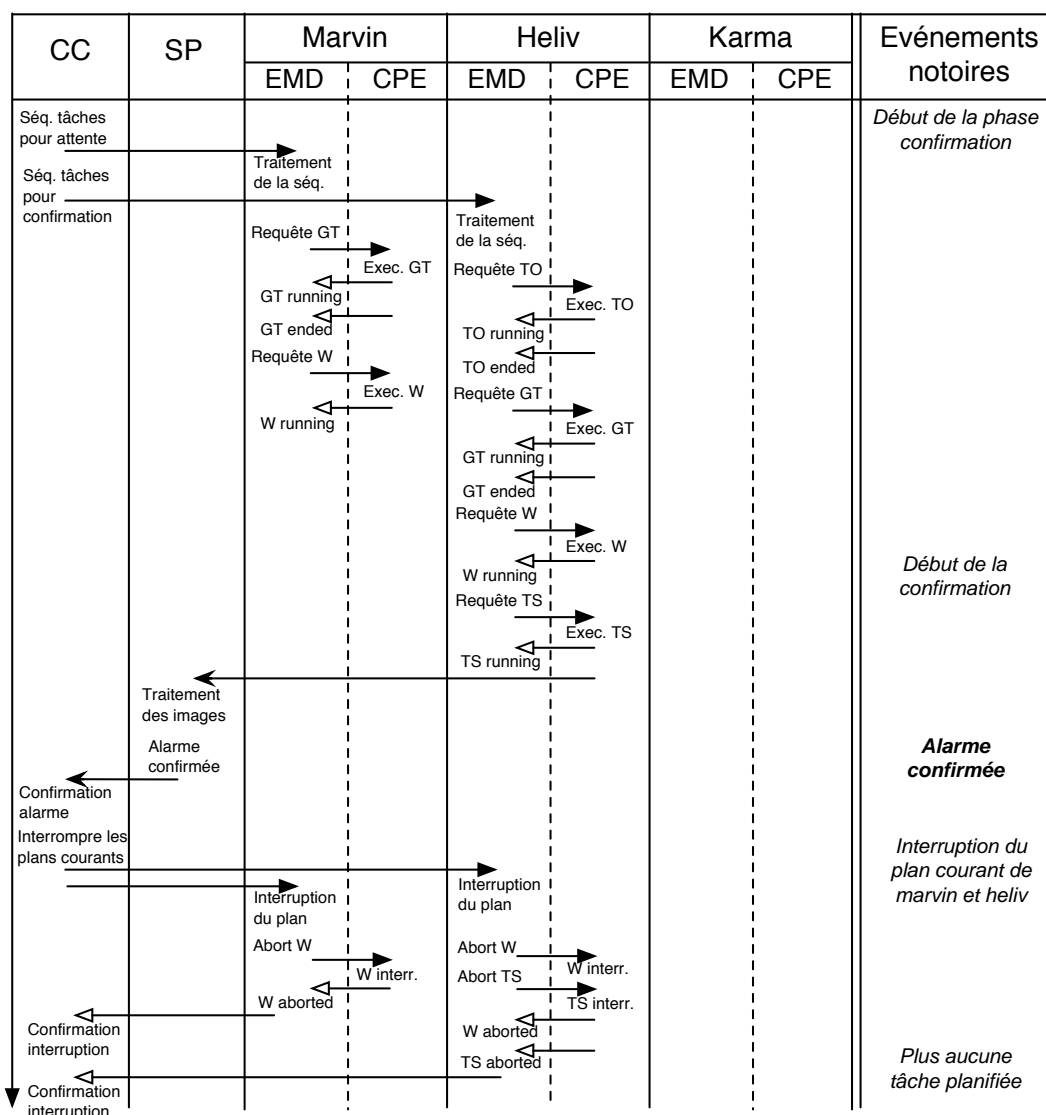 CC
SP
Marvin
Heliv
Karma
Evénements
notoires
EMD
CPE
EMD
CPE
EMD
CPE
Séq. tâches
pour attente
Début de la phase
confirmation
Traitement
de la séq.
Séq. tâches
pour
confirmation
Traitement
de la séq.
Requête GT
Exec. GT
Requête TO
GT running
Exec. TO
GT ended
TO running
Requête W
TO ended
Exec. W
Requête GT
W running
Exec. GT
GT running
GT ended
Requête W
Exec. W
W running
Début de la
confirmation
Requête TS
Exec. TS
TS running
Traitement
des images
Alarme
confirmée
Alarme
confirmée
Confirmation
alarme
Interrompre les
plans courants
Interruption du
plan courant de
marvin et heliv
Interruption
du plan
Interruption
du plan
Abort W
Abort W
W interr.
W interr.
Abort TS
W aborted
TS interr.
Confirmation
interruption
W aborted
TS aborted
Plus aucune
tâche planifiée
Confirmation
interruption